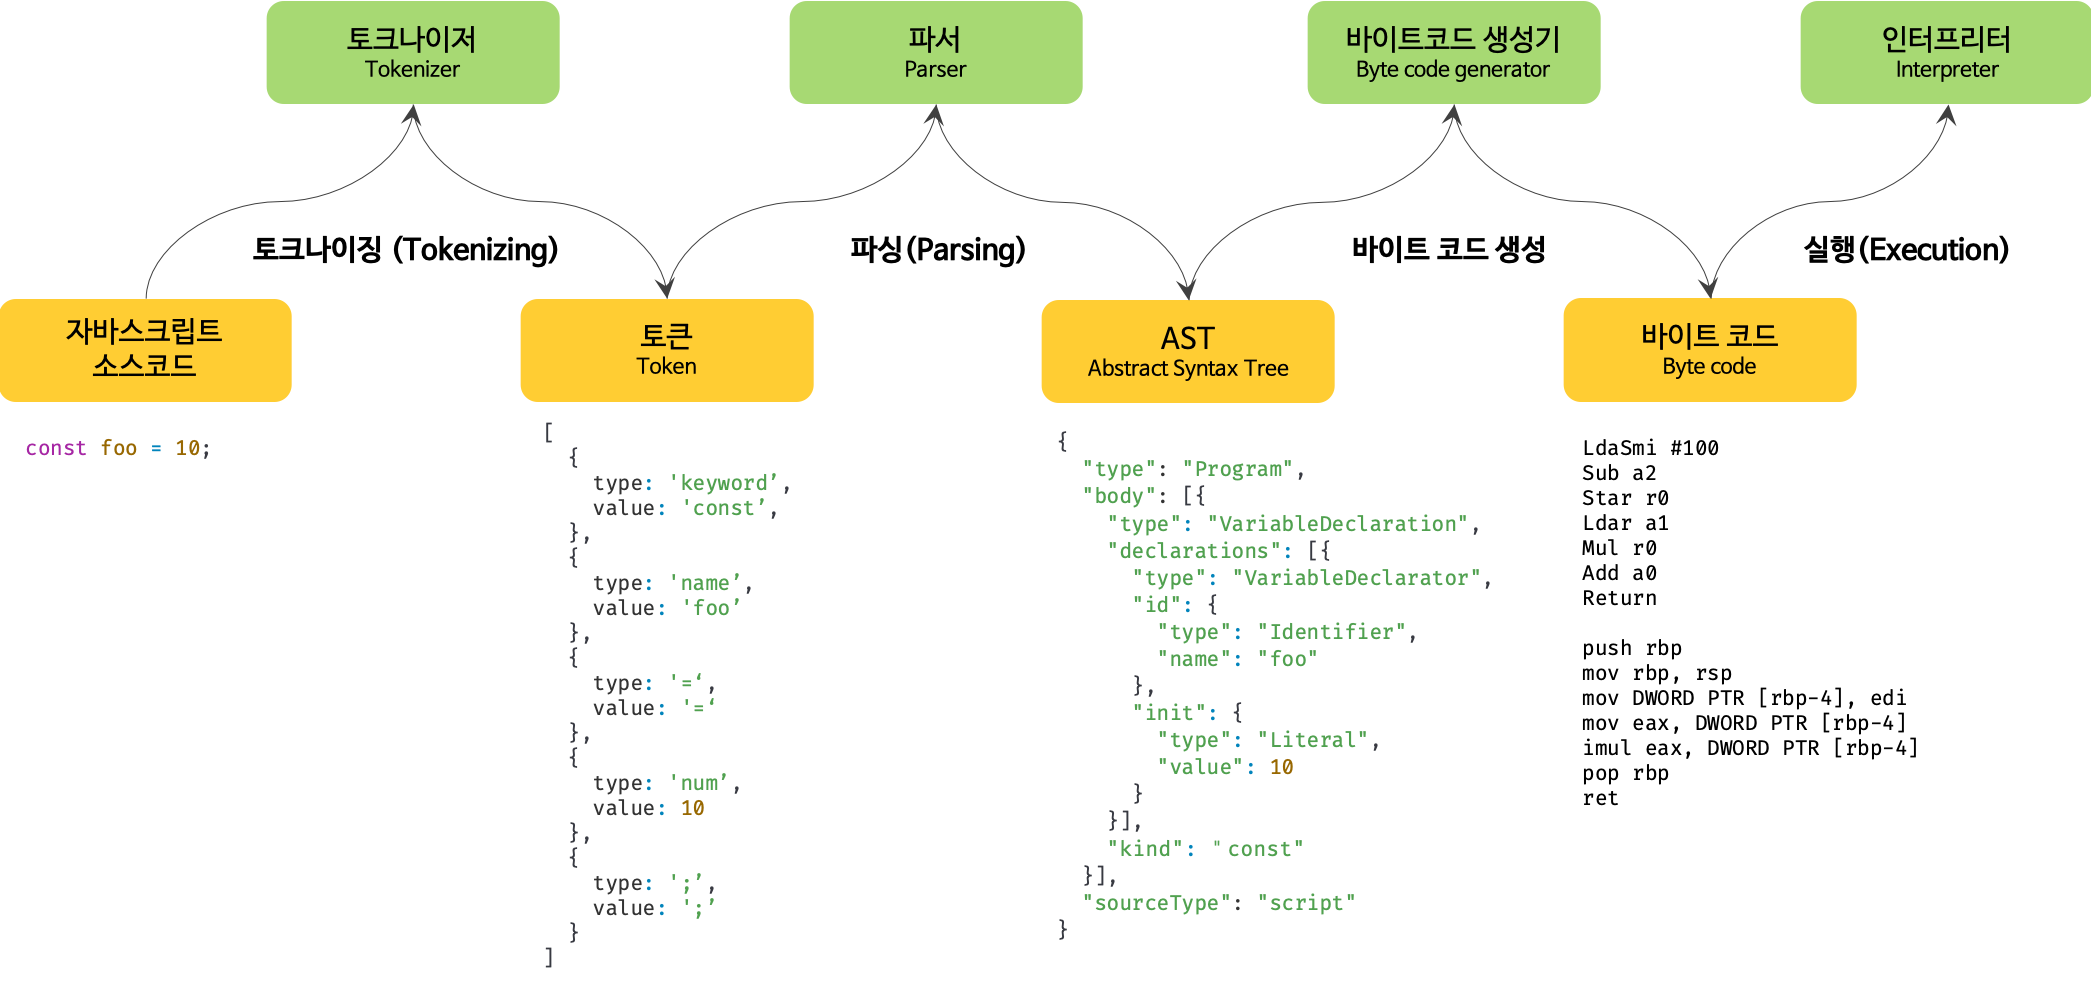 토크나이저
Tokenizer
파서
Parser
바이트코드 생성기
Byte code generator
인터프리터
Interpreter
토크나이징 (Tokenizing)
파싱(Parsing)
바이트 코드 생성
실행(Execution)
자바스크립트
소스코드
토큰
Token
AST
Abstract Syntax Tree
바이트 코드
Byte code
const foo = 10;
[
  {
    type: 'keyword’,
    value: 'const’,
  },
  {
    type: 'name’,
    value: 'foo’
  },
  {
    type: '=‘,
    value: '=‘
  },
  {
    type: 'num’,
    value: 10
  },
  {
    type: ';’,
    value: ';’
  }
]
{
  "type": "Program",
  "body": [{
    "type": "VariableDeclaration",
    "declarations": [{
      "type": "VariableDeclarator",
      "id": {
        "type": "Identifier",
        "name": "foo"
      },
      "init": {
        "type": "Literal",
        "value": 10
      }
    }],
    "kind": "const"
  }],
  "sourceType": "script"
}
LdaSmi #100
Sub a2
Star r0
Ldar a1
Mul r0
Add a0
Return
push rbp
mov rbp, rsp
mov DWORD PTR [rbp-4], edi
mov eax, DWORD PTR [rbp-4]
imul eax, DWORD PTR [rbp-4]
pop rbp
ret